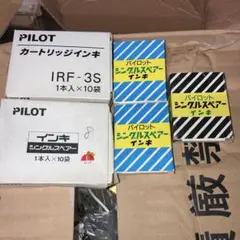 PILOT
カートリッジインキ
IRF-3S
1本入×10袋
PILOT
インキ
シングルスペアー
1本入×10袋
8
パイロット
シングルスペアー
インキ
パイロット
シングルスペアー
インキ
パイロット
シングルスペアー
インキ
禁
厳